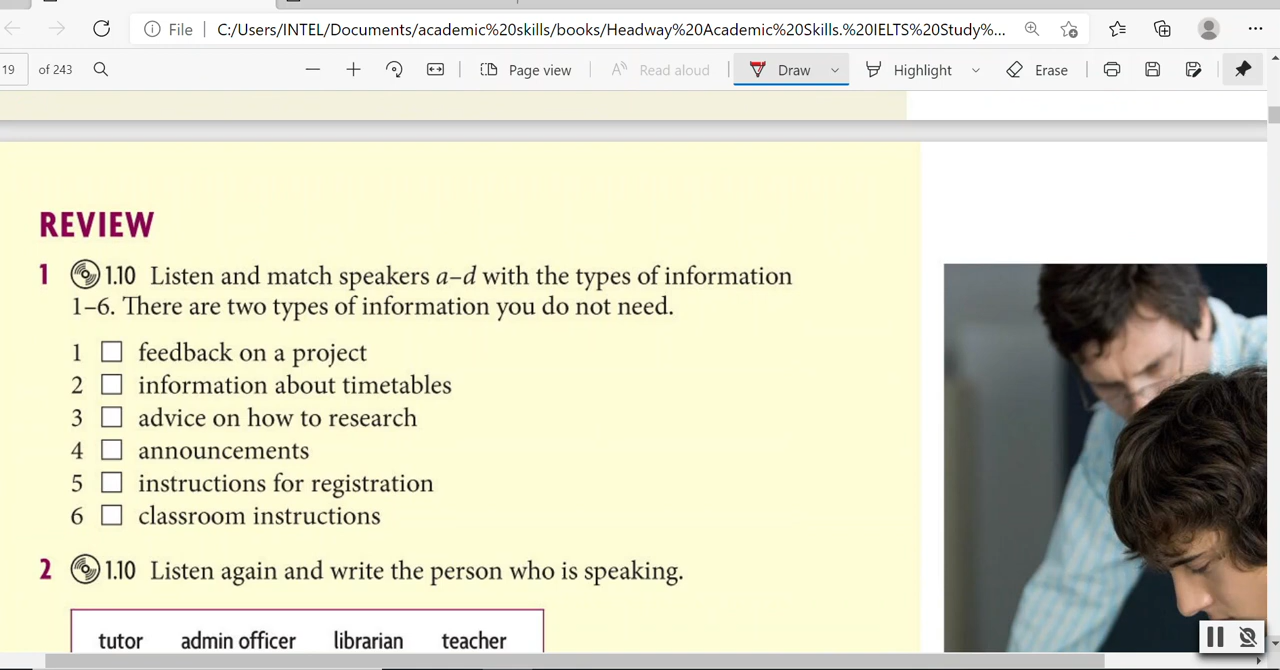 File
C:/Users/INTEL/Documents/academic%20skills/books/Headway%20Academic%20Skills.%20IELTS%20Study%...
19 of 243
Page view
Read aloud
Draw
Highlight
Erase
REVIEW
1 1.10 Listen and match speakers a–d with the types of information
1–6. There are two types of information you do not need.
1 feedback on a project
2 information about timetables
3 advice on how to research
4 announcements
5 instructions for registration
6 classroom instructions
2 1.10 Listen again and write the person who is speaking.
tutor admin officer librarian teacher